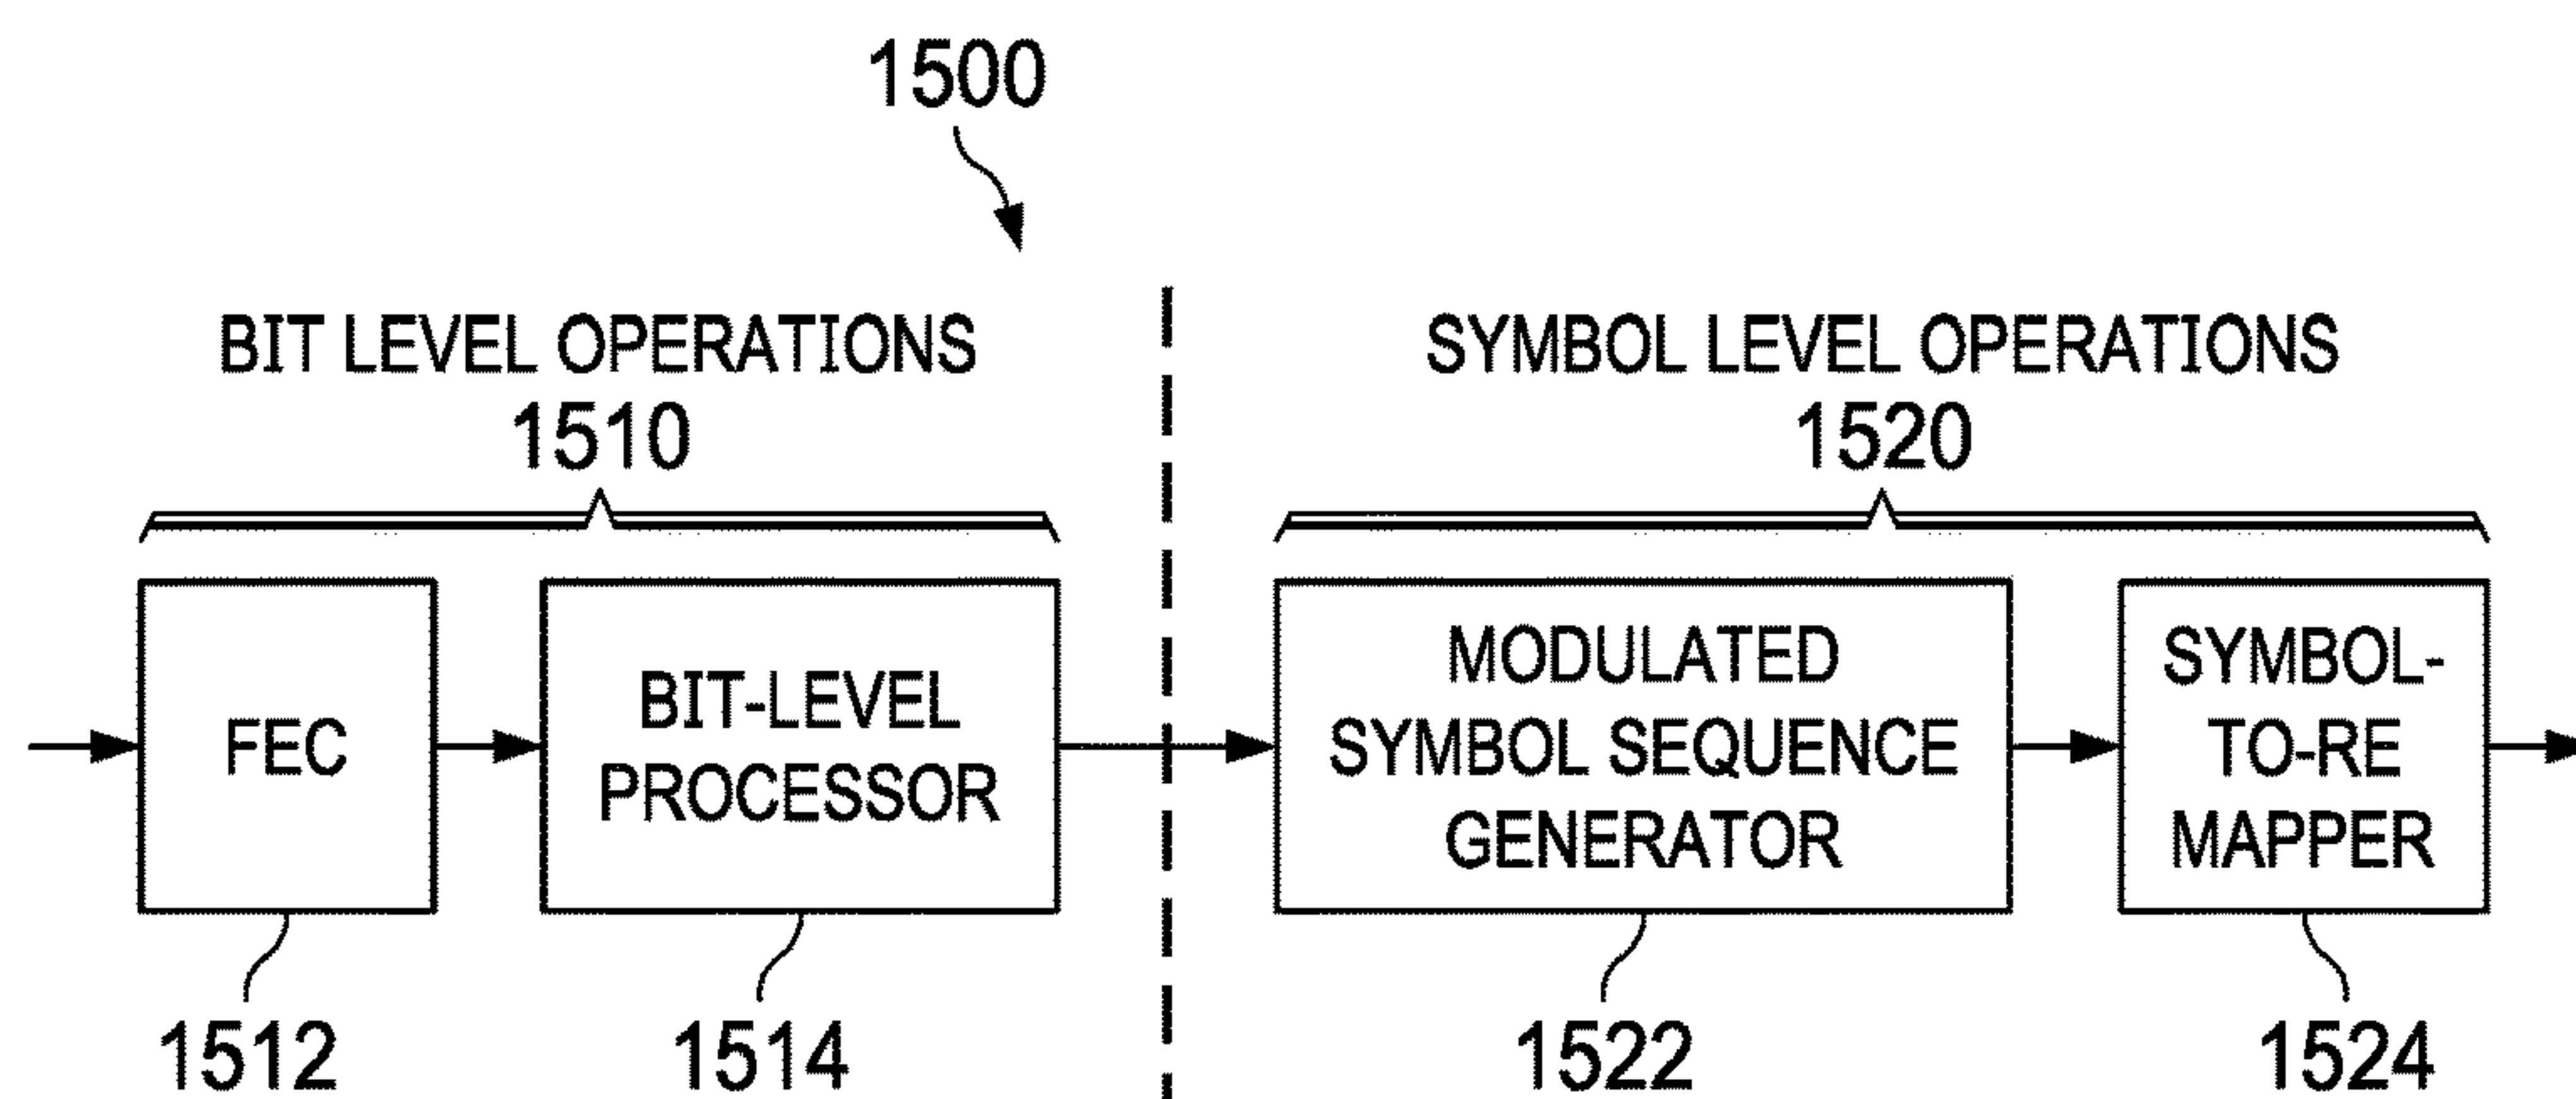 1500
BIT LEVEL OPERATIONS
1510
SYMBOL LEVEL OPERATIONS
1520
FEC
BIT-LEVEL
PROCESSOR
MODULATED
SYMBOL SEQUENCE
GENERATOR
SYMBOL-
TO-RE
MAPPER
1512
1514
1522
1524